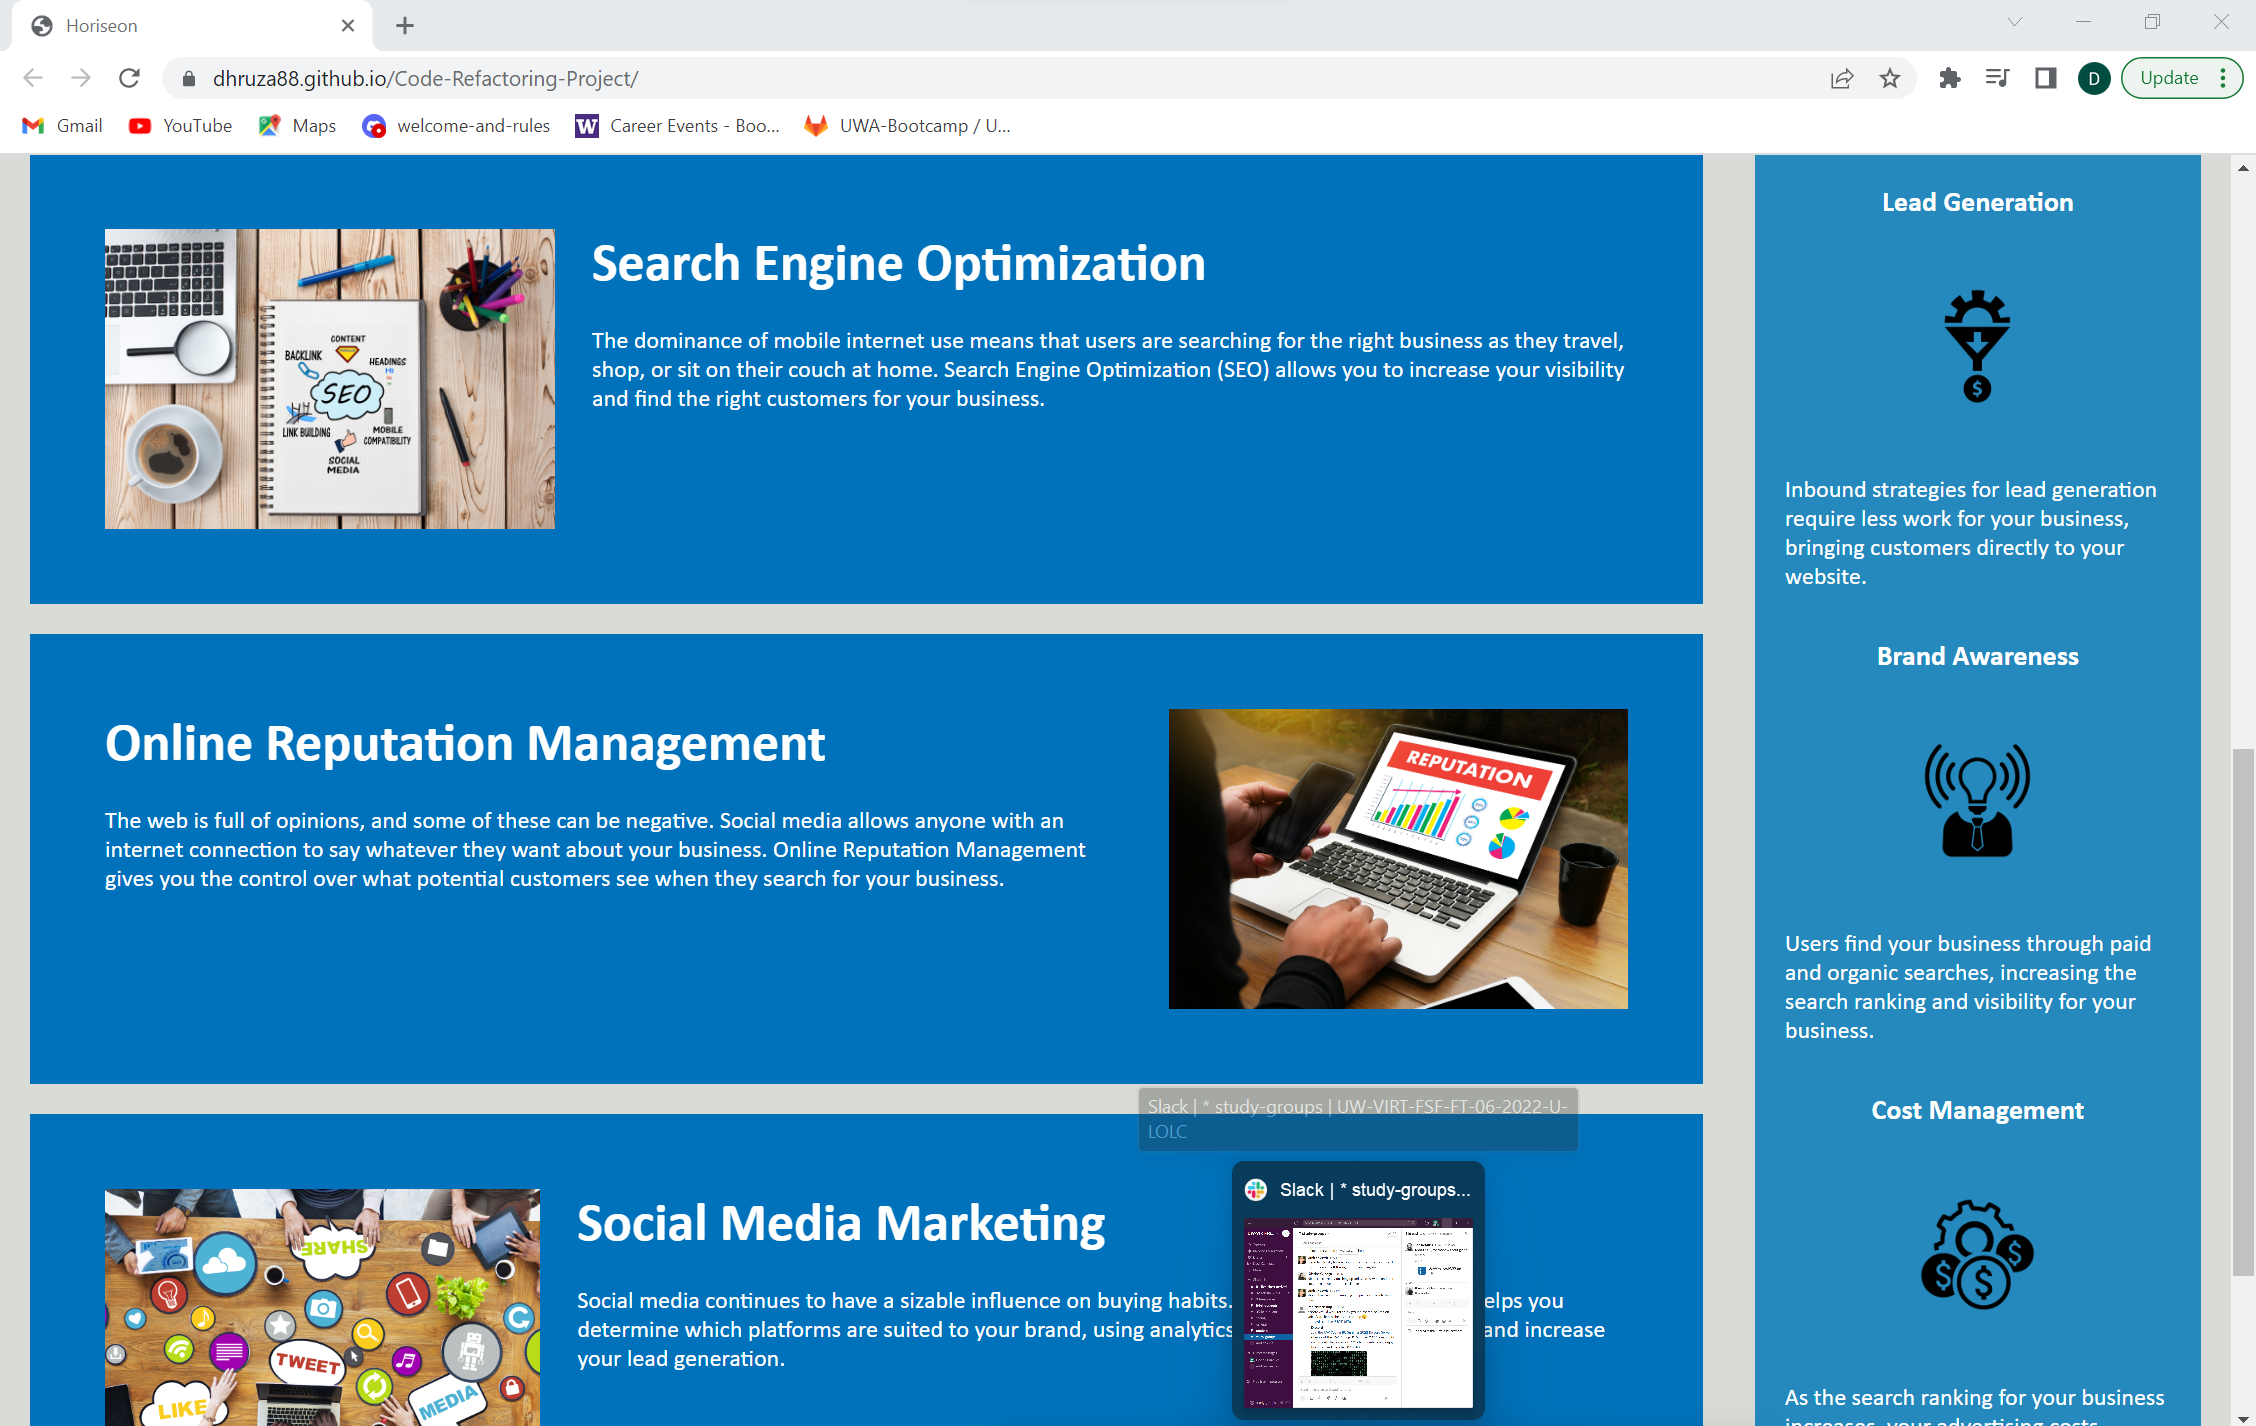 Horiseon
dhruza88.github.io/Code-Refactoring-Project/
Update
D
Gmail
YouTube
Maps
welcome-and-rules
Career Events - Boo...
UWA-Bootcamp / U...
Search Engine Optimization
The dominance of mobile internet use means that users are searching for the right business as they travel,
shop, or sit on their couch at home. Search Engine Optimization (SEO) allows you to increase your visibility
and find the right customers for your business.
CONTENT
BACKLINK
HEADINGS
H1
SEO
LINK BUILDING
MOBILE
COMPATIBILITY
SOCIAL
MEDIA
Online Reputation Management
The web is full of opinions, and some of these can be negative. Social media allows anyone with an
internet connection to say whatever they want about your business. Online Reputation Management
gives you the control over what potential customers see when they search for your business.
REPUTATION
Slack | * study-groups | UW-VIRT-FSF-FT-06-2022-U-
LOLC
Slack | * study-groups...
Social Media Marketing
Social media continues to have a sizable influence on buying habits. elps you
determine which platforms are suited to your brand, using analytics and increase
your lead generation.
SHARE
TWEET
LIKE
MEDIA
Lead Generation
Inbound strategies for lead generation
require less work for your business,
bringing customers directly to your
website.
Brand Awareness
Users find your business through paid
and organic searches, increasing the
search ranking and visibility for your
business.
Cost Management
As the search ranking for your business
increases, your advertising costs